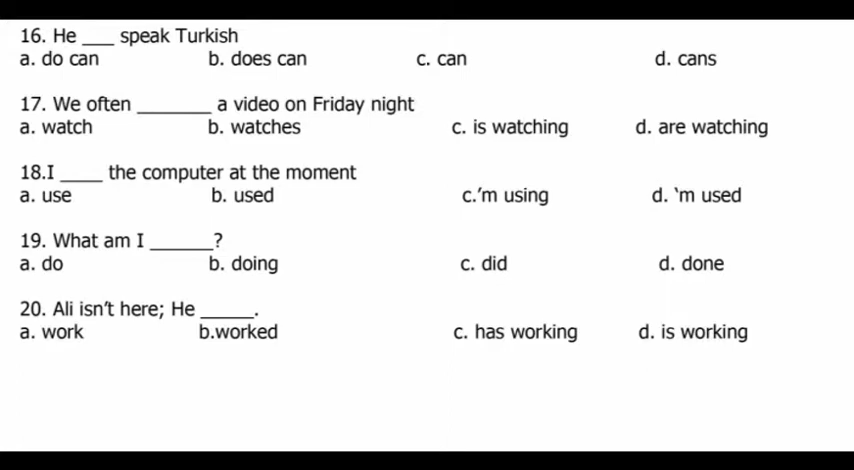 16. He ___ speak Turkish
a. do can b. does can c. can d. cans
17. We often ________ a video on Friday night
a. watch b. watches c. is watching d. are watching
18.I ____ the computer at the moment
a. use b. used c.'m using d. 'm used
19. What am I ______?
a. do b. doing c. did d. done
20. Ali isn't here; He _____.
a. work b.worked c. has working d. is working